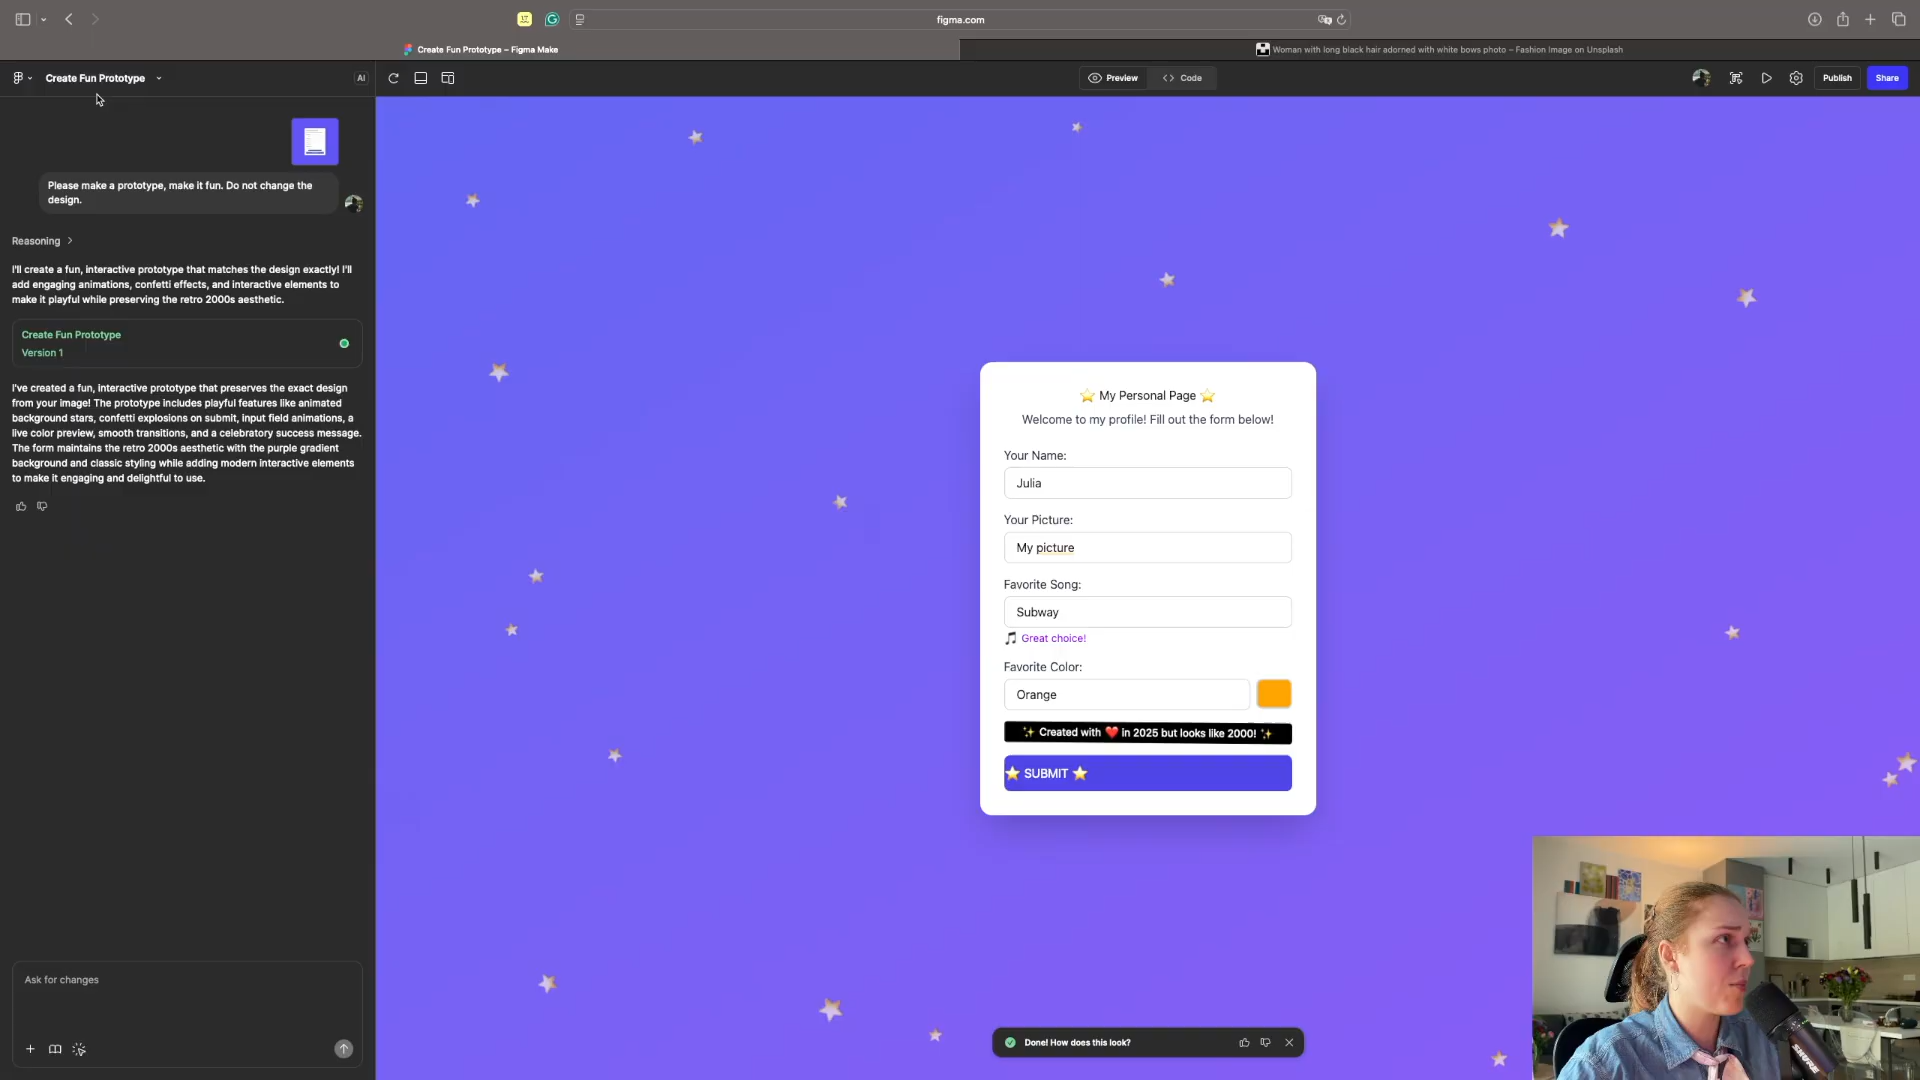 figma.com
Create Fun Prototype – Figma Make
Woman with long black hair adorned with white bows photo – Fashion Image on Unsplash
Create Fun Prototype
AI
Preview
Code
Publish
Share
Please make a prototype, make it fun. Do not change the
design.
Reasoning
I'll create a fun, interactive prototype that matches the design exactly! I'll
add engaging animations, confetti effects, and interactive elements to
make it playful while preserving the retro 2000s aesthetic.
Create Fun Prototype
Version 1
I've created a fun, interactive prototype that preserves the exact design
from your image! The prototype includes playful features like animated
background stars, confetti explosions on submit, input field animations, a
live color preview, smooth transitions, and a celebratory success message.
The form maintains the retro 2000s aesthetic with the purple gradient
background and classic styling while adding modern interactive elements
to make it engaging and delightful to use.
Ask for changes
⭐ My Personal Page ⭐
Welcome to my profile! Fill out the form below!
Your Name:
Julia
Your Picture:
My picture
Favorite Song:
Subway
🎵 Great choice!
Favorite Color:
Orange
✨ Created with ❤️ in 2025 but looks like 2000! ✨
⭐ SUBMIT ⭐
Done! How does this look?
SHURE